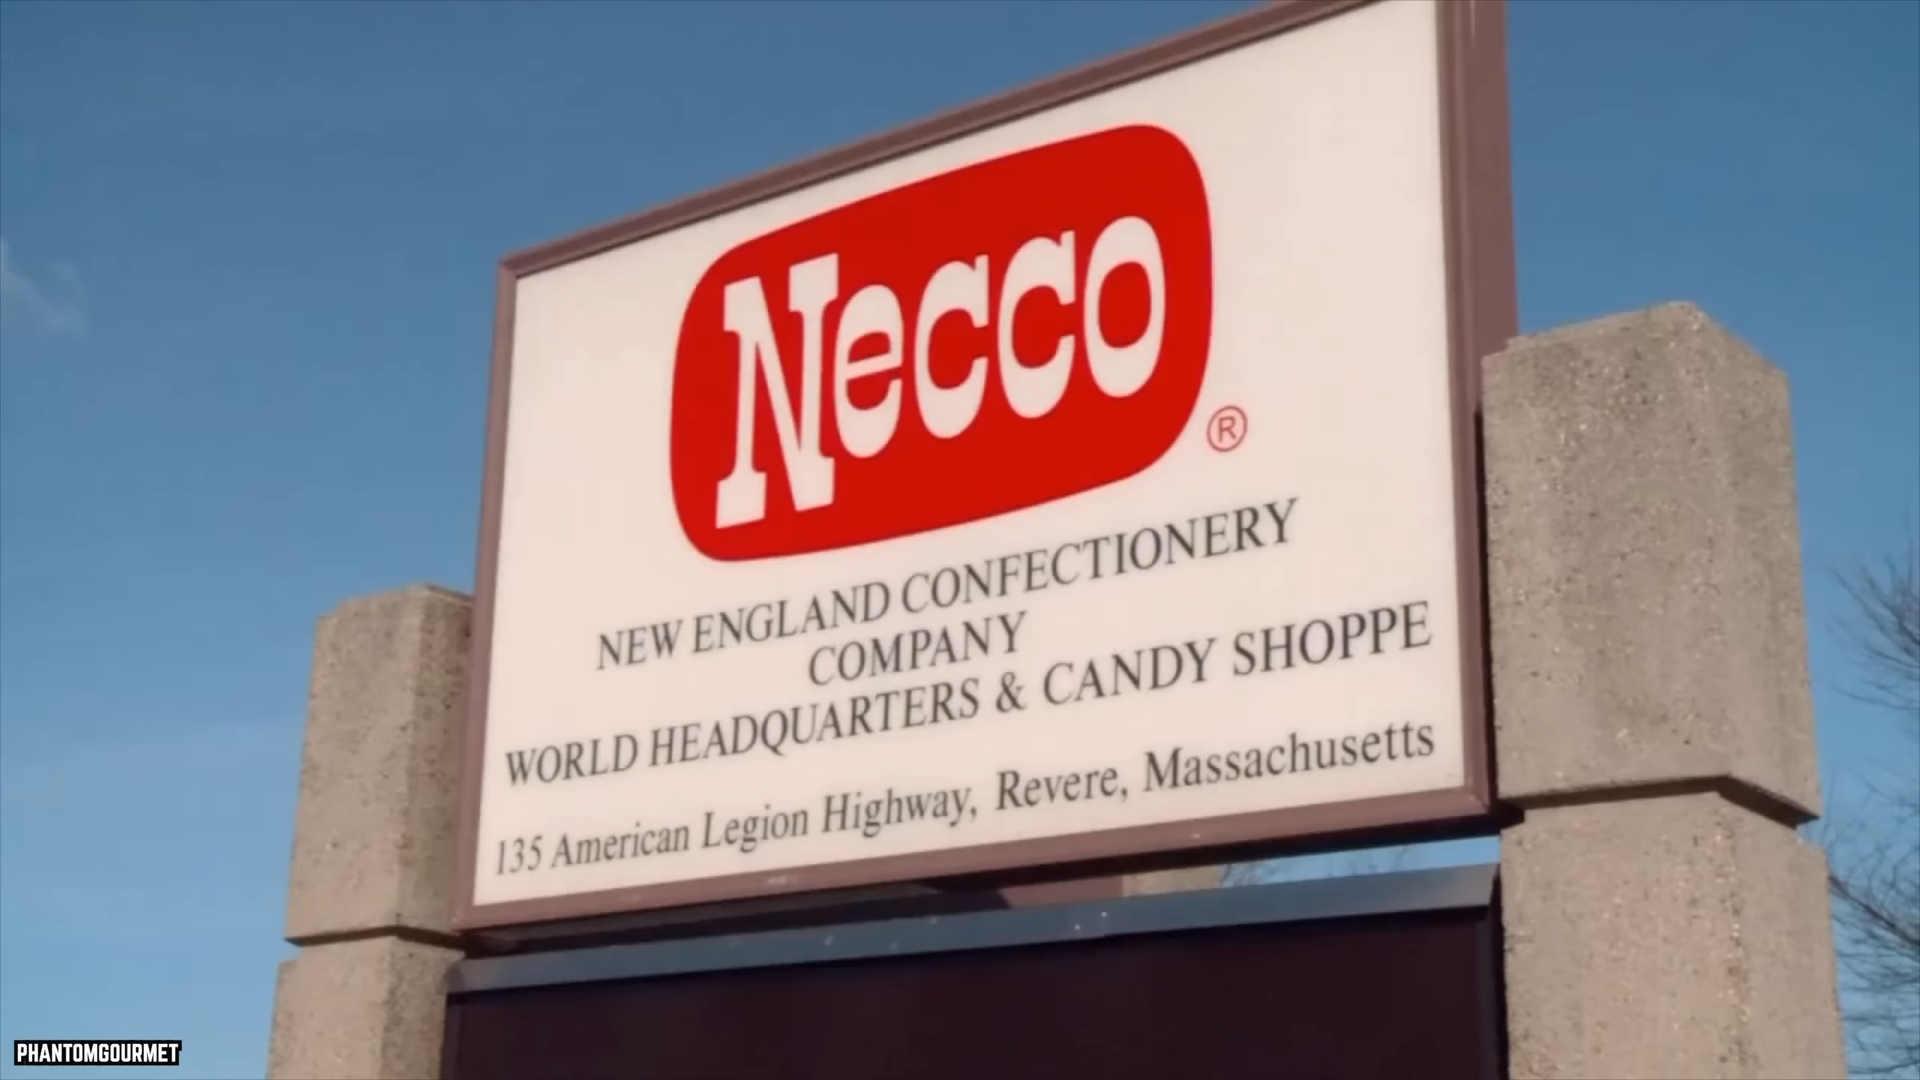 Necco
®
NEW ENGLAND CONFECTIONERY
COMPANY
WORLD HEADQUARTERS & CANDY SHOPPE
135 American Legion Highway, Revere, Massachusetts
PHANTOMGOURMET